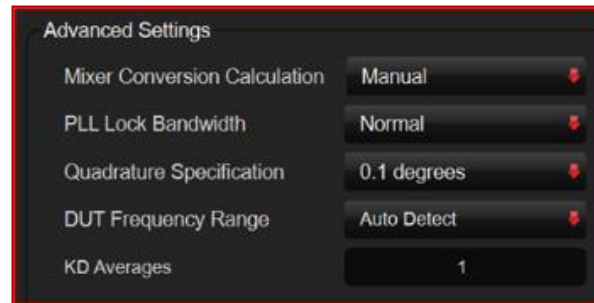 Advanced Settings
Mixer Conversion Calculation Manual
PLL Lock Bandwidth Normal
Quadrature Specification 0.1 degrees
DUT Frequency Range Auto Detect
KD Averages 1